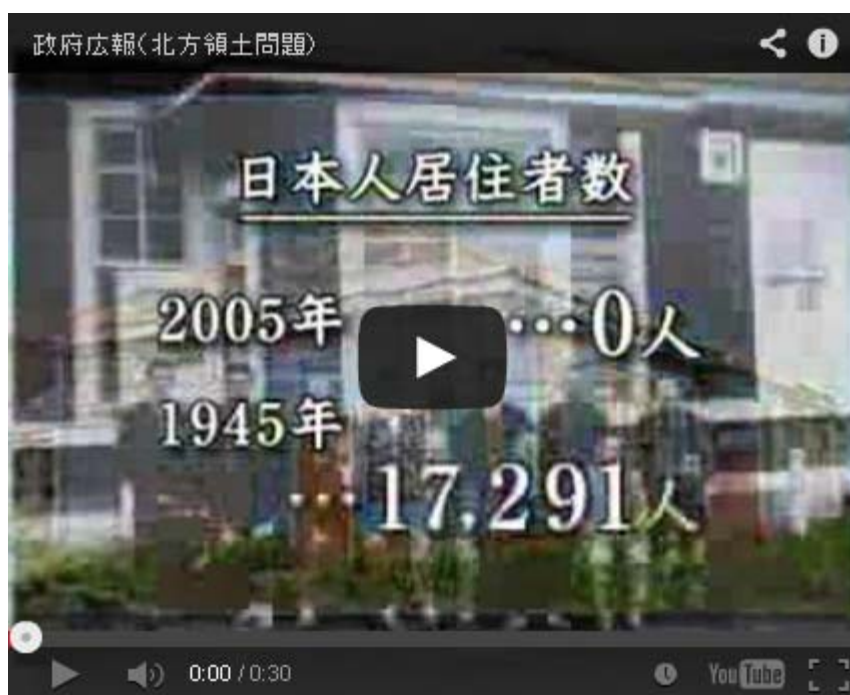 政府広報(北方領土問題)
日本人居住者数
2005年 …0人
1945年
…17,291人
0:00 / 0:30
YouTube